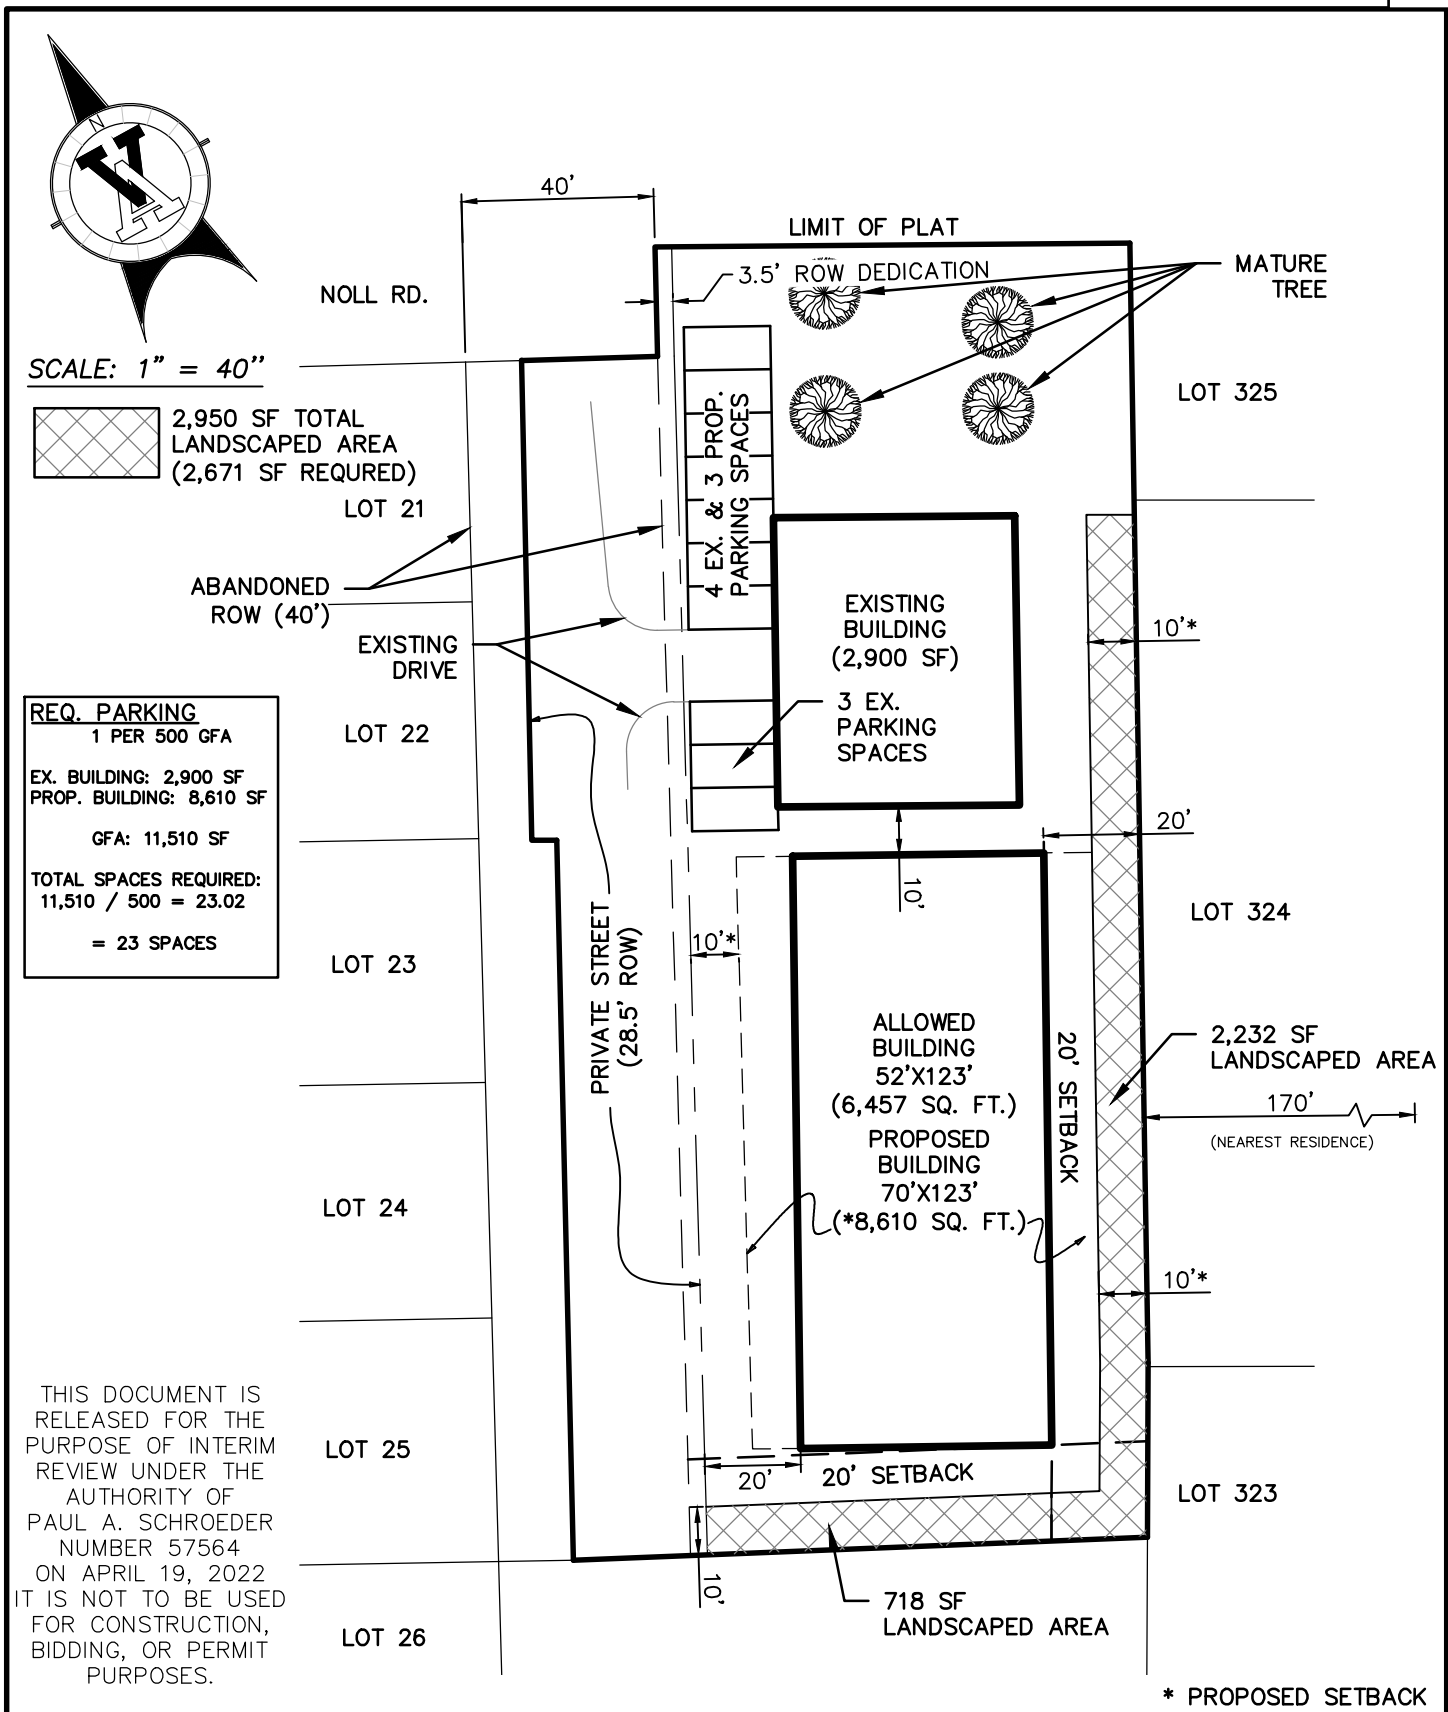 N
VA
40'
LIMIT OF PLAT
3.5' ROW DEDICATION
MATURE
TREE
NOLL RD.
SCALE: 1" = 40'
2,950 SF TOTAL
LANDSCAPED AREA
(2,671 SF REQURED)
LOT 325
LOT 21
4 EX. & 3 PROP.
PARKING SPACES
ABANDONED
ROW (40')
EXISTING
DRIVE
EXISTING
BUILDING
(2,900 SF)
10'*
3 EX.
PARKING
SPACES
REQ. PARKING
1 PER 500 GFA
EX. BUILDING: 2,900 SF
PROP. BUILDING: 8,610 SF
GFA: 11,510 SF
TOTAL SPACES REQUIRED:
11,510 / 500 = 23.02
= 23 SPACES
LOT 22
20'
10'
LOT 324
10'*
LOT 23
PRIVATE STREET
(28.5' ROW)
ALLOWED
BUILDING
52'X123'
(6,457 SQ. FT.)
PROPOSED
BUILDING
70'X123'
(*8,610 SQ. FT.)
20' SETBACK
2,232 SF
LANDSCAPED AREA
170'
(NEAREST RESIDENCE)
LOT 24
10'*
THIS DOCUMENT IS
RELEASED FOR THE
PURPOSE OF INTERIM
REVIEW UNDER THE
AUTHORITY OF
PAUL A. SCHROEDER
NUMBER 57564
ON APRIL 19, 2022
IT IS NOT TO BE USED
FOR CONSTRUCTION,
BIDDING, OR PERMIT
PURPOSES.
LOT 25
20'
20' SETBACK
LOT 323
10'
718 SF
LANDSCAPED AREA
LOT 26
* PROPOSED SETBACK